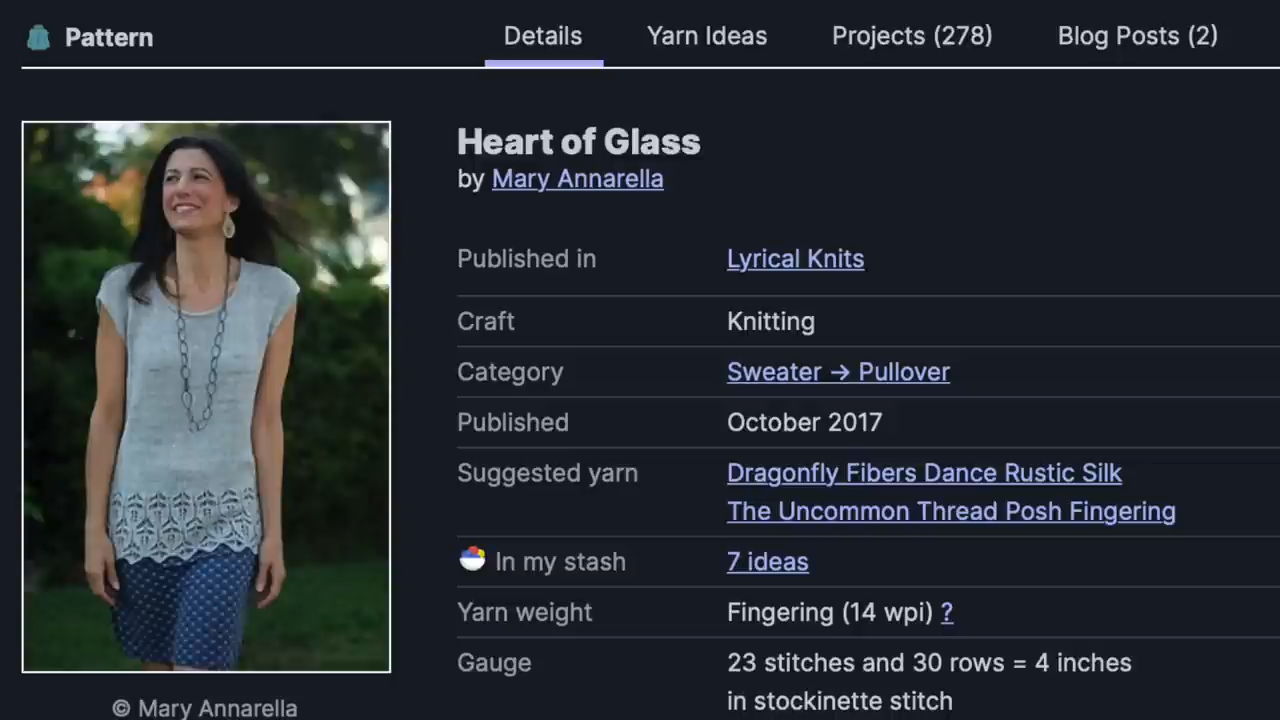 Pattern
Details
Yarn Ideas
Projects (278)
Blog Posts (2)
Heart of Glass
by Mary Annarella
Published in Lyrical Knits
Craft Knitting
Category Sweater → Pullover
Published October 2017
Suggested yarn Dragonfly Fibers Dance Rustic Silk
The Uncommon Thread Posh Fingering
In my stash 7 ideas
Yarn weight Fingering (14 wpi) ?
Gauge 23 stitches and 30 rows = 4 inches
in stockinette stitch
© Mary Annarella